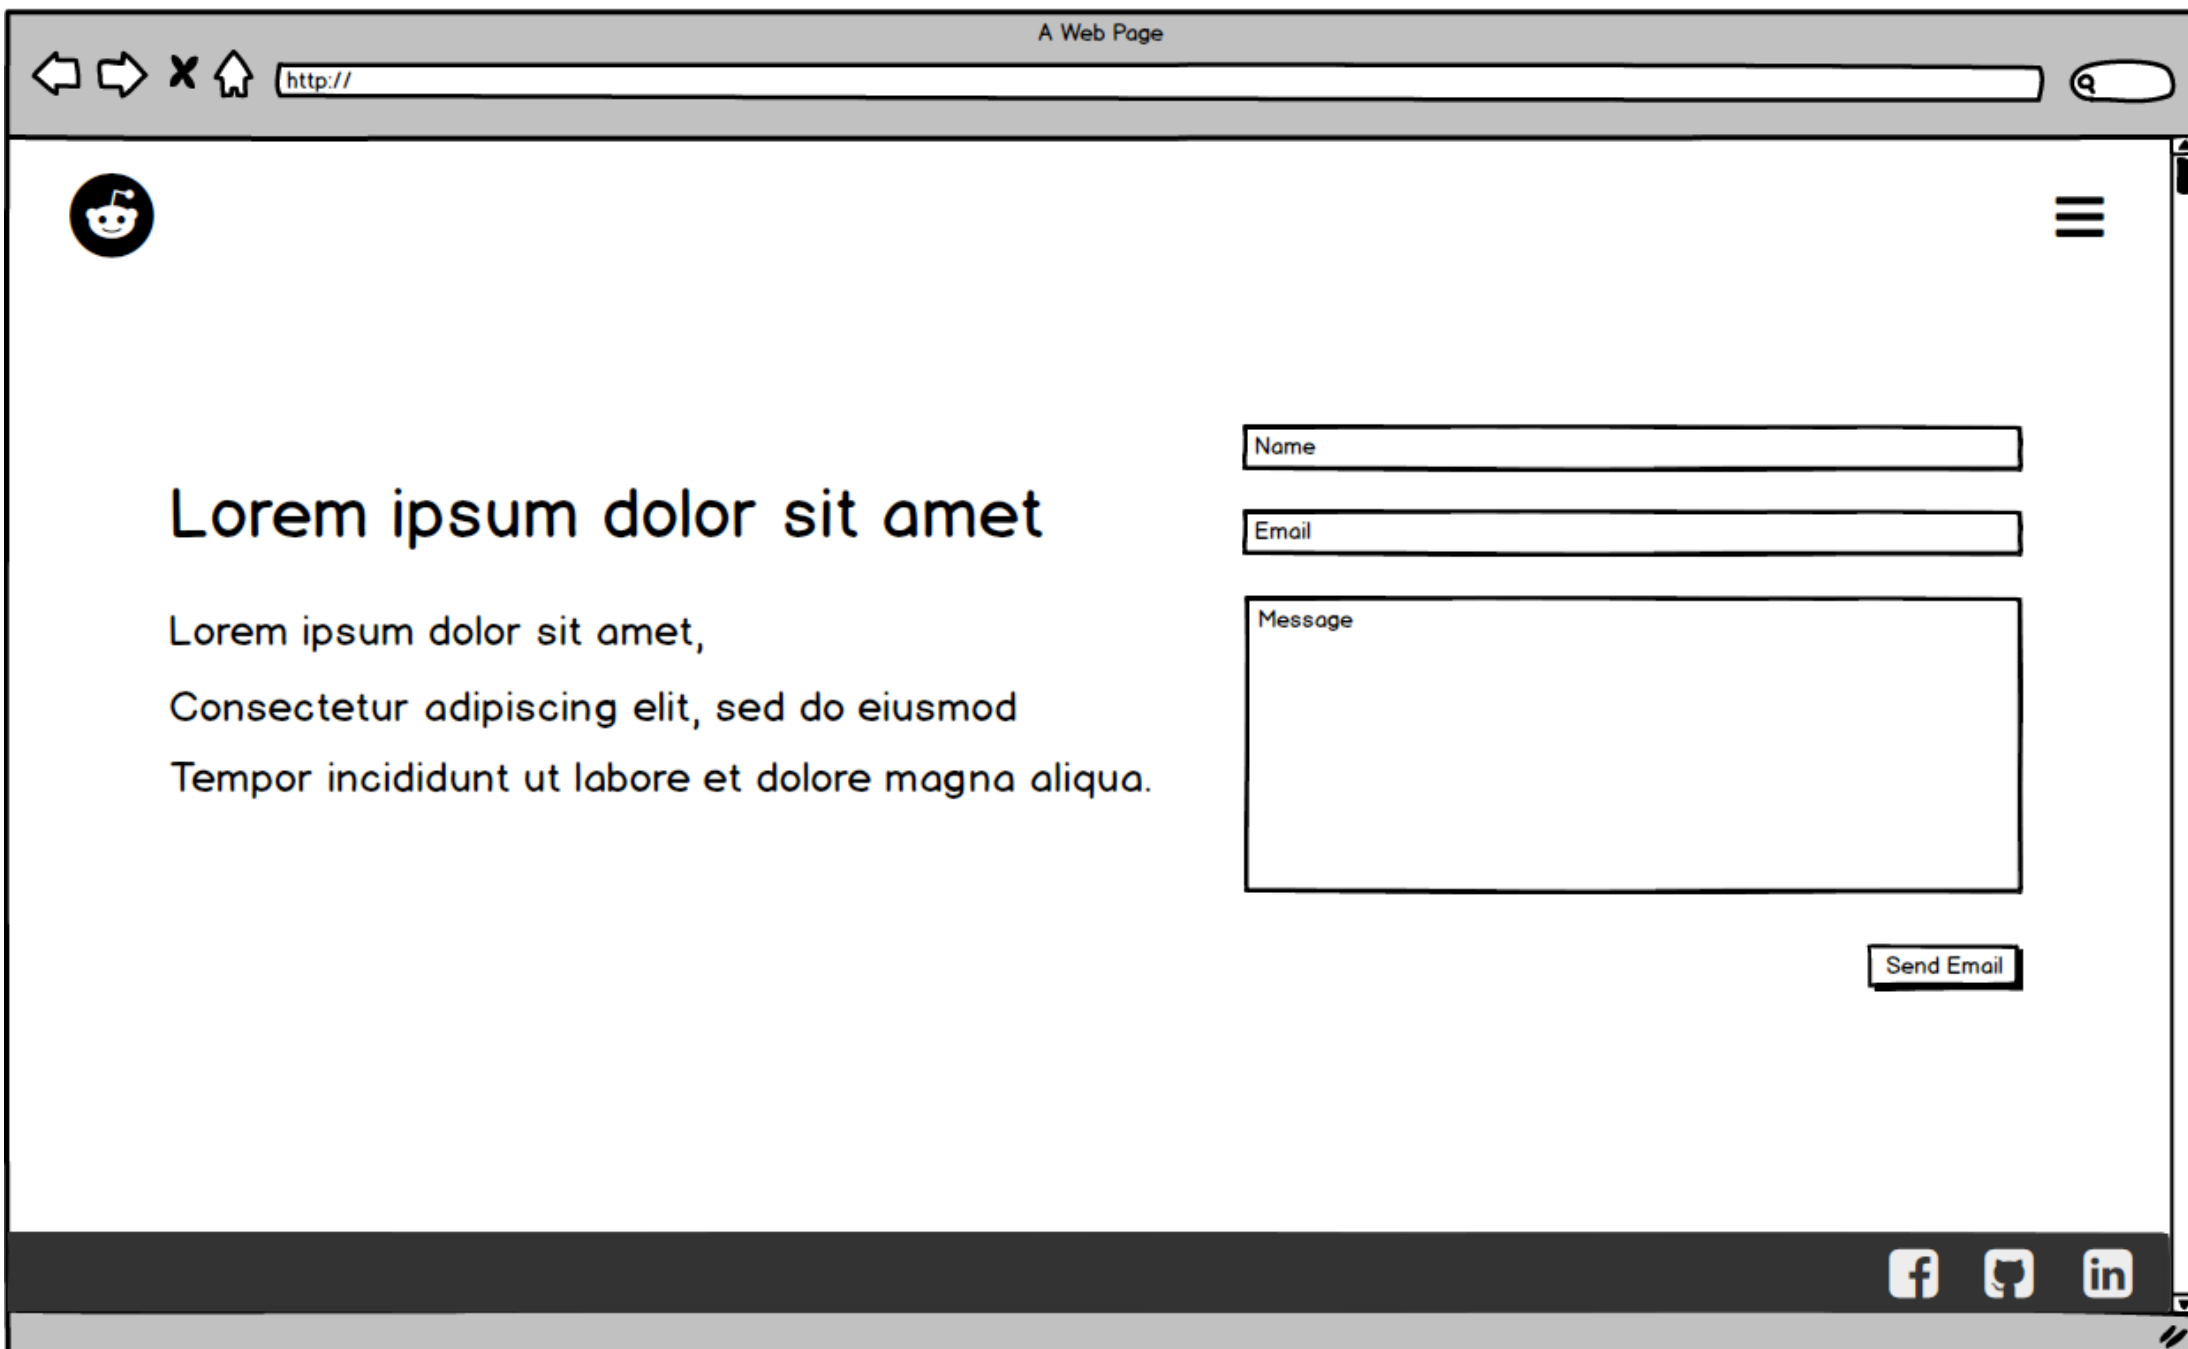 A Web Page
http://
Lorem ipsum dolor sit amet
Lorem ipsum dolor sit amet,
Consectetur adipiscing elit, sed do eiusmod
Tempor incididunt ut labore et dolore magna aliqua.
Name
Email
Message
Send Email
f
in